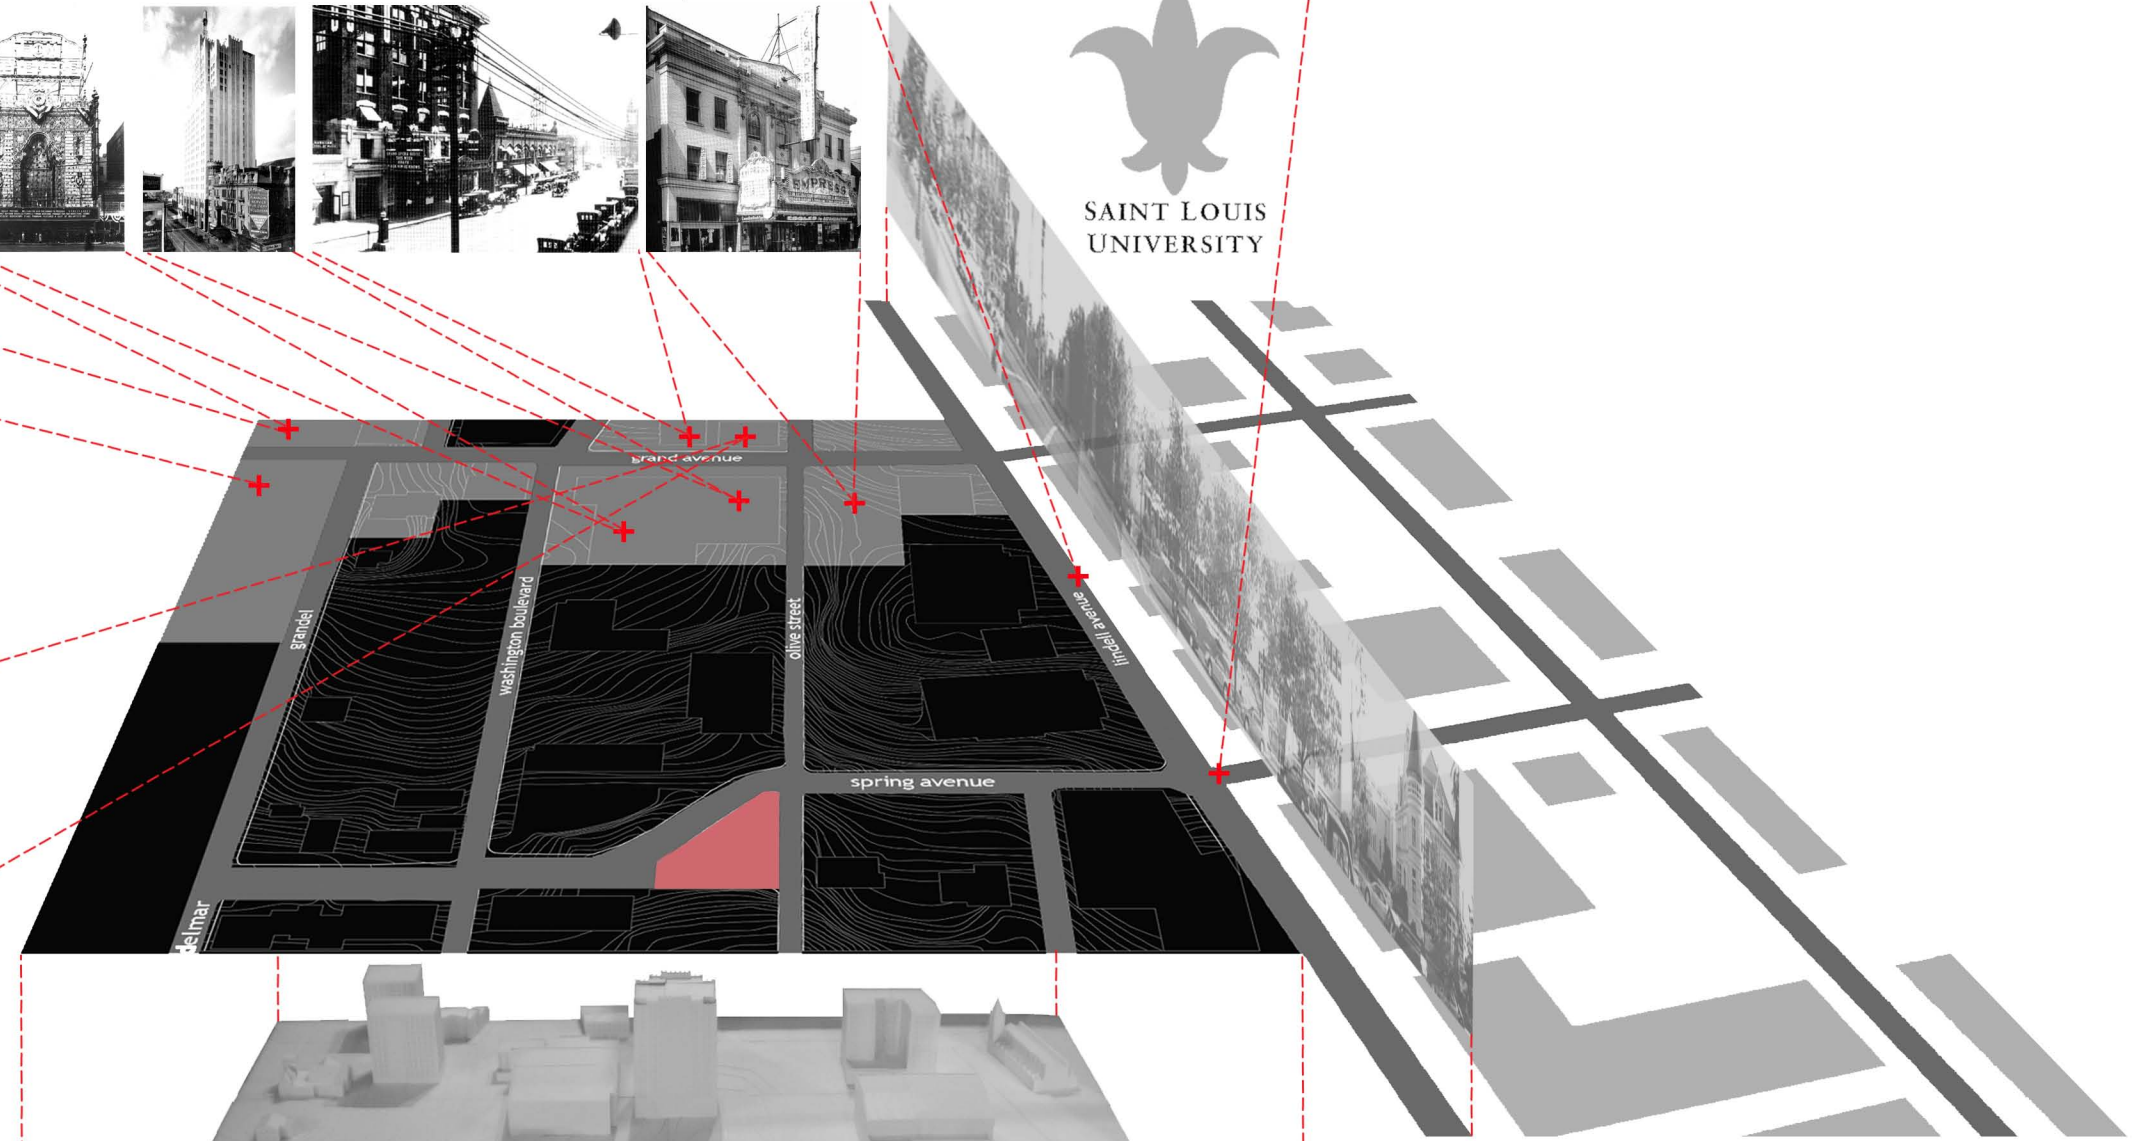 EMPRESS
SAINT LOUIS
UNIVERSITY
grand avenue
grandel
washington boulevard
olive street
lindell avenue
spring avenue
delmar